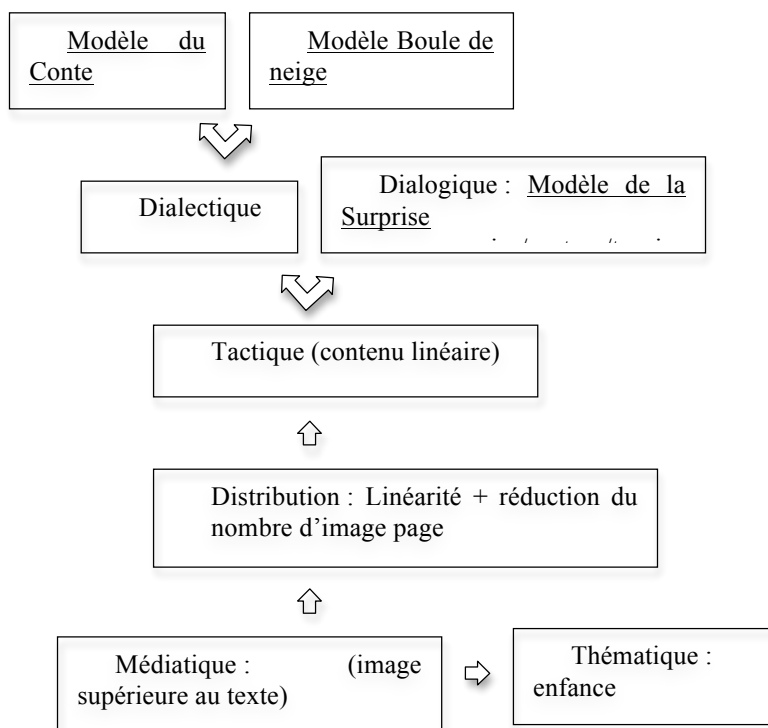 Modèle du
Conte
Modèle Boule de
neige
Dialectique
Dialogique : Modèle de la
Surprise
Tactique (contenu linéaire)
Distribution : Linéarité + réduction du
nombre d’image page
Médiatique : (image
supérieure au texte)
Thématique :
enfance